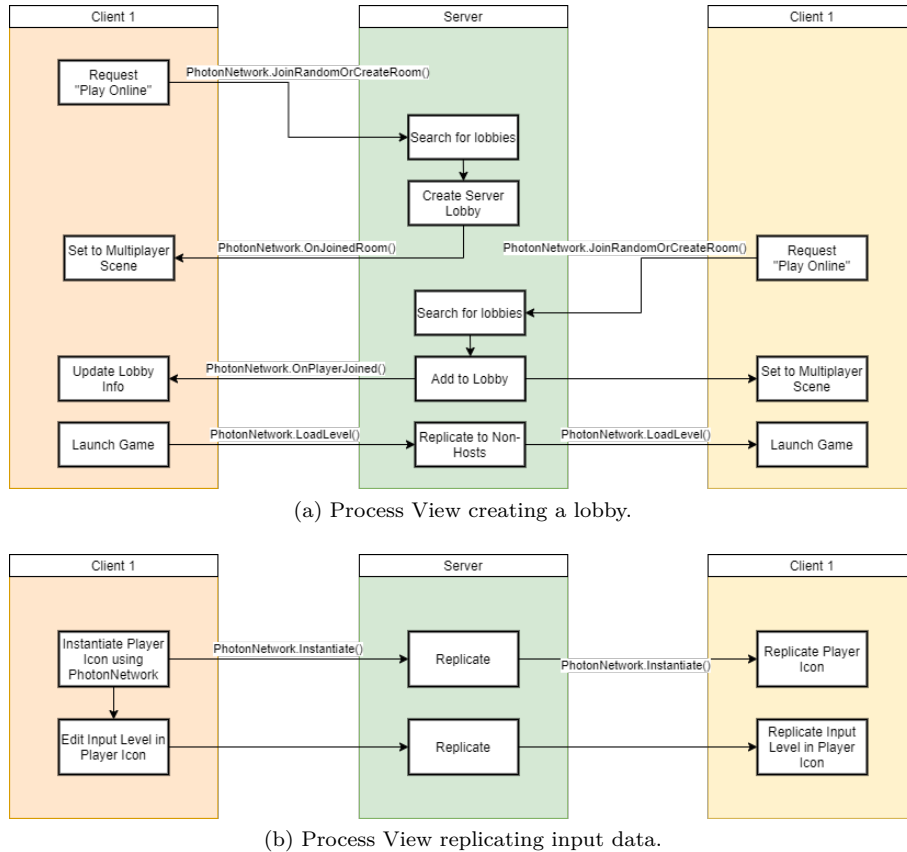 Client 1
Server
Client 1
Request
"Play Online"
PhotonNetwork.JoinRandomOrCreateRoom()
Search for lobbies
Create Server
Lobby
Set to Multiplayer
Scene
PhotonNetwork.OnJoinedRoom()
PhotonNetwork.JoinRandomOrCreateRoom()
Request
"Play Online"
Search for lobbies
Update Lobby
Info
PhotonNetwork.OnPlayerJoined()
Add to Lobby
Set to Multiplayer
Scene
Launch Game
PhotonNetwork.LoadLevel()
Replicate to Non-
Hosts
PhotonNetwork.LoadLevel()
Launch Game
(a) Process View creating a lobby.
Client 1
Server
Client 1
Instantiate Player
Icon using
PhotonNetwork
PhotonNetwork.Instantiate()
Replicate
PhotonNetwork.Instantiate()
Replicate Player
Icon
Edit Input Level in
Player Icon
Replicate
Replicate Input
Level in Player
Icon
(b) Process View replicating input data.